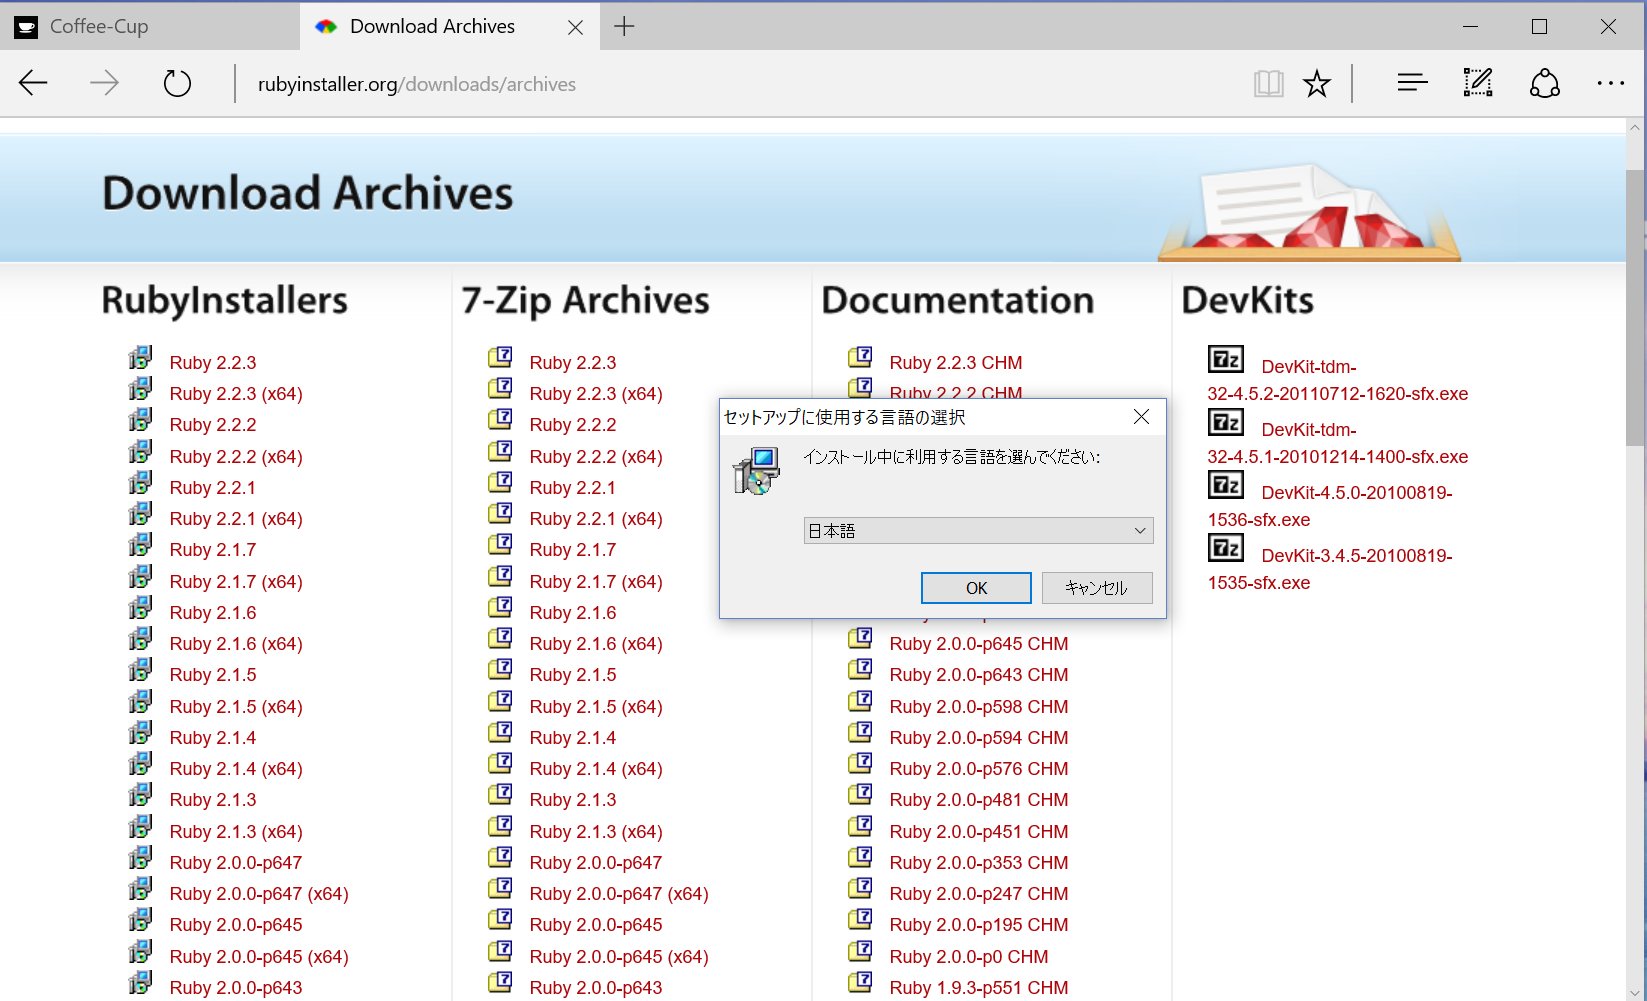 Coffee-Cup
Download Archives
rubyinstaller.org/downloads/archives
Download Archives
RubyInstallers
Ruby 2.2.3
Ruby 2.2.3 (x64)
Ruby 2.2.2
Ruby 2.2.2 (x64)
Ruby 2.2.1
Ruby 2.2.1 (x64)
Ruby 2.1.7
Ruby 2.1.7 (x64)
Ruby 2.1.6
Ruby 2.1.6 (x64)
Ruby 2.1.5
Ruby 2.1.5 (x64)
Ruby 2.1.4
Ruby 2.1.4 (x64)
Ruby 2.1.3
Ruby 2.1.3 (x64)
Ruby 2.0.0-p647
Ruby 2.0.0-p647 (x64)
Ruby 2.0.0-p645
Ruby 2.0.0-p645 (x64)
Ruby 2.0.0-p643
7-Zip Archives
Ruby 2.2.3
Ruby 2.2.3 (x64)
Ruby 2.2.2
Ruby 2.2.2 (x64)
Ruby 2.2.1
Ruby 2.2.1 (x64)
Ruby 2.1.7
Ruby 2.1.7 (x64)
Ruby 2.1.6
Ruby 2.1.6 (x64)
Ruby 2.1.5
Ruby 2.1.5 (x64)
Ruby 2.1.4
Ruby 2.1.4 (x64)
Ruby 2.1.3
Ruby 2.1.3 (x64)
Ruby 2.0.0-p647
Ruby 2.0.0-p647 (x64)
Ruby 2.0.0-p645
Ruby 2.0.0-p645 (x64)
Ruby 2.0.0-p643
Documentation
Ruby 2.2.3 CHM
Ruby 2.2.2 CHM
セットアップに使用する言語の選択
インストール中に利用する言語を選んでください:
日本語
OK
キャンセル
Ruby 2.0.0-p645 CHM
Ruby 2.0.0-p643 CHM
Ruby 2.0.0-p598 CHM
Ruby 2.0.0-p594 CHM
Ruby 2.0.0-p576 CHM
Ruby 2.0.0-p481 CHM
Ruby 2.0.0-p451 CHM
Ruby 2.0.0-p353 CHM
Ruby 2.0.0-p247 CHM
Ruby 2.0.0-p195 CHM
Ruby 2.0.0-p0 CHM
Ruby 1.9.3-p551 CHM
DevKits
DevKit-tdm-
32-4.5.2-20110712-1620-sfx.exe
DevKit-tdm-
32-4.5.1-20101214-1400-sfx.exe
DevKit-4.5.0-20100819-
1536-sfx.exe
DevKit-3.4.5-20100819-
1535-sfx.exe